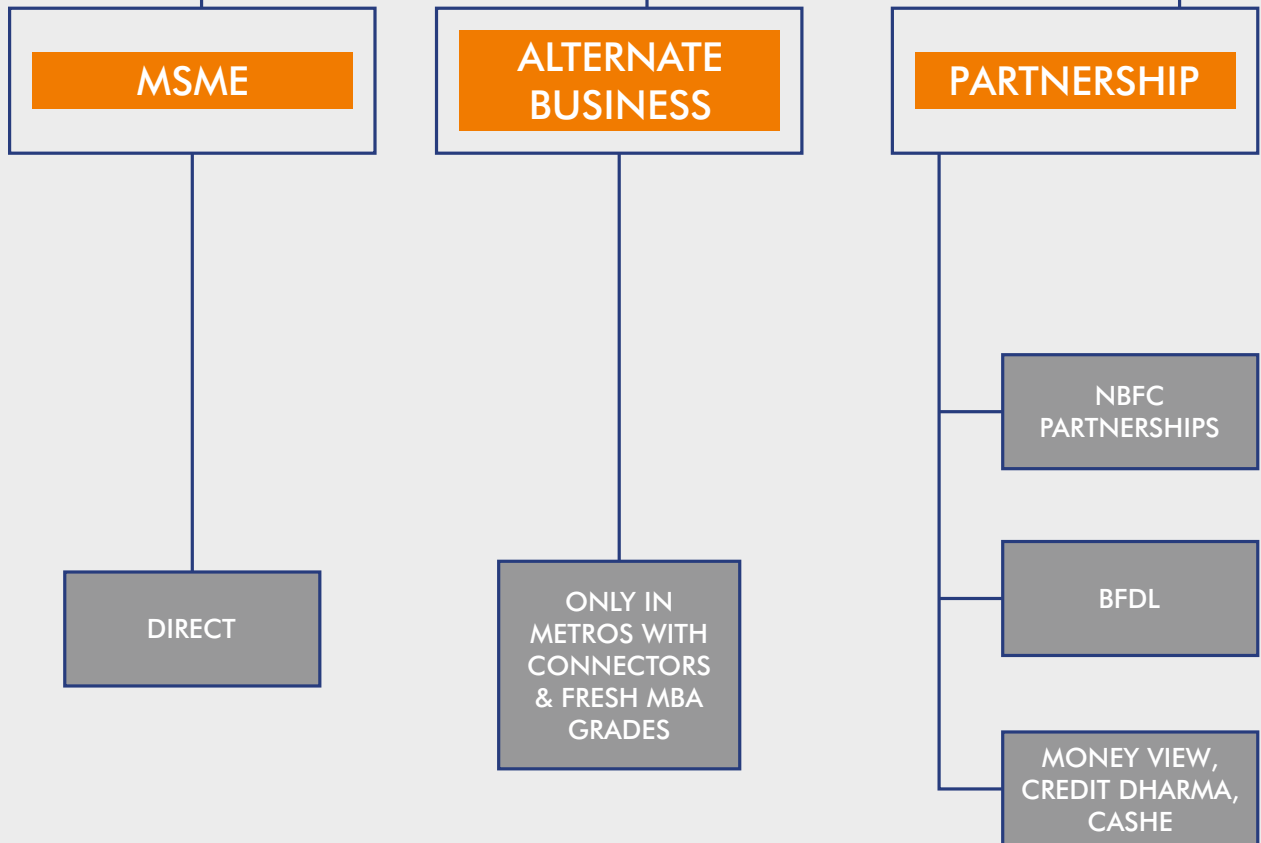 MSME
ALTERNATE
BUSINESS
PARTNERSHIP
NBFC
PARTNERSHIPS
DIRECT
ONLY IN
METROS WITH
CONNECTORS
& FRESH MBA
GRADES
BFDL
MONEY VIEW,
CREDIT DHARMA,
CASHE